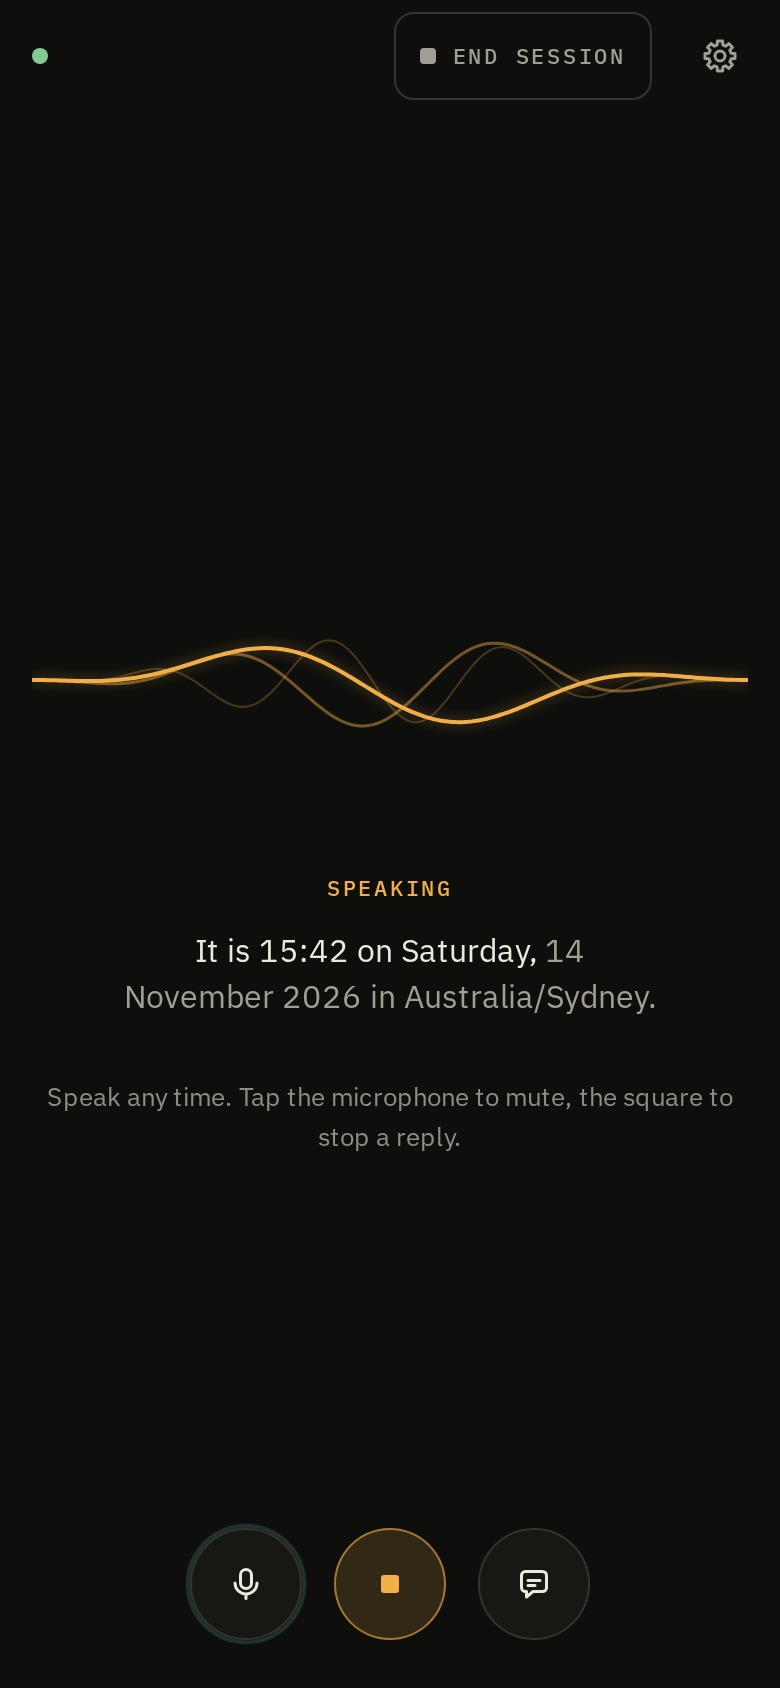 END SESSION
SPEAKING
It is 15:42 on Saturday, 14
November 2026 in Australia/Sydney.
Speak any time. Tap the microphone to mute, the square to
stop a reply.